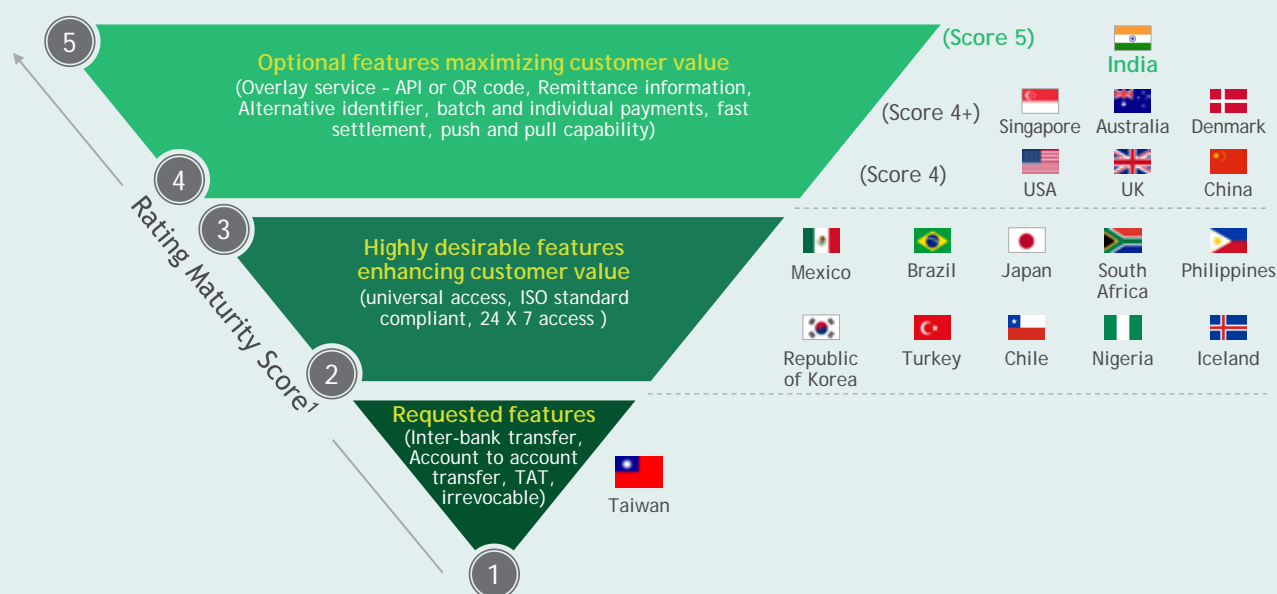 5
Optional features maximizing customer value
(Overlay service - API or QR code, Remittance information,
Alternative identifier, batch and individual payments, fast
settlement, push and pull capability)
(Score 5)
India
(Score 4+)
Singapore
Australia
Denmark
4
(Score 4)
USA
UK
China
3
Highly desirable features
enhancing customer value
(universal access, ISO standard
compliant, 24 X 7 access )
Mexico
Brazil
Japan
South
Africa
Philippines
Republic
of Korea
Turkey
Chile
Nigeria
Iceland
2
Rating Maturity Score¹
Requested features
(Inter-bank transfer,
Account to account
transfer, TAT,
irrevocable)
Taiwan
1